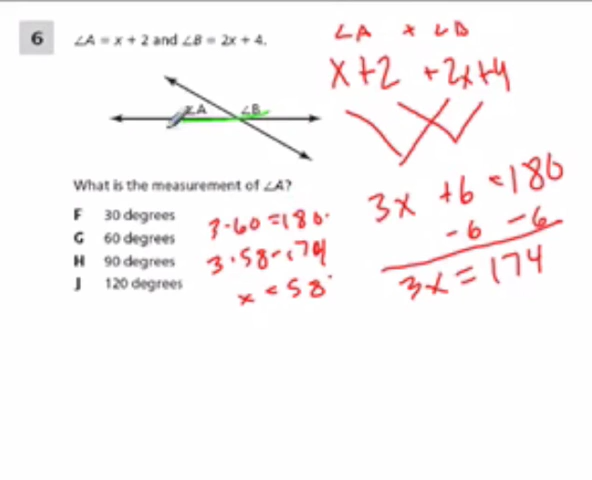 6 ∠A = x + 2 and ∠B = 2x + 4.
∠A + ∠B
x+2 +2x+4
∠A ∠B
What is the measurement of ∠A?
F 30 degrees
G 60 degrees
H 90 degrees
J 120 degrees
3·60=180·
3·58=174
x = 58
3x +6 =180
-6 -6
3x = 174